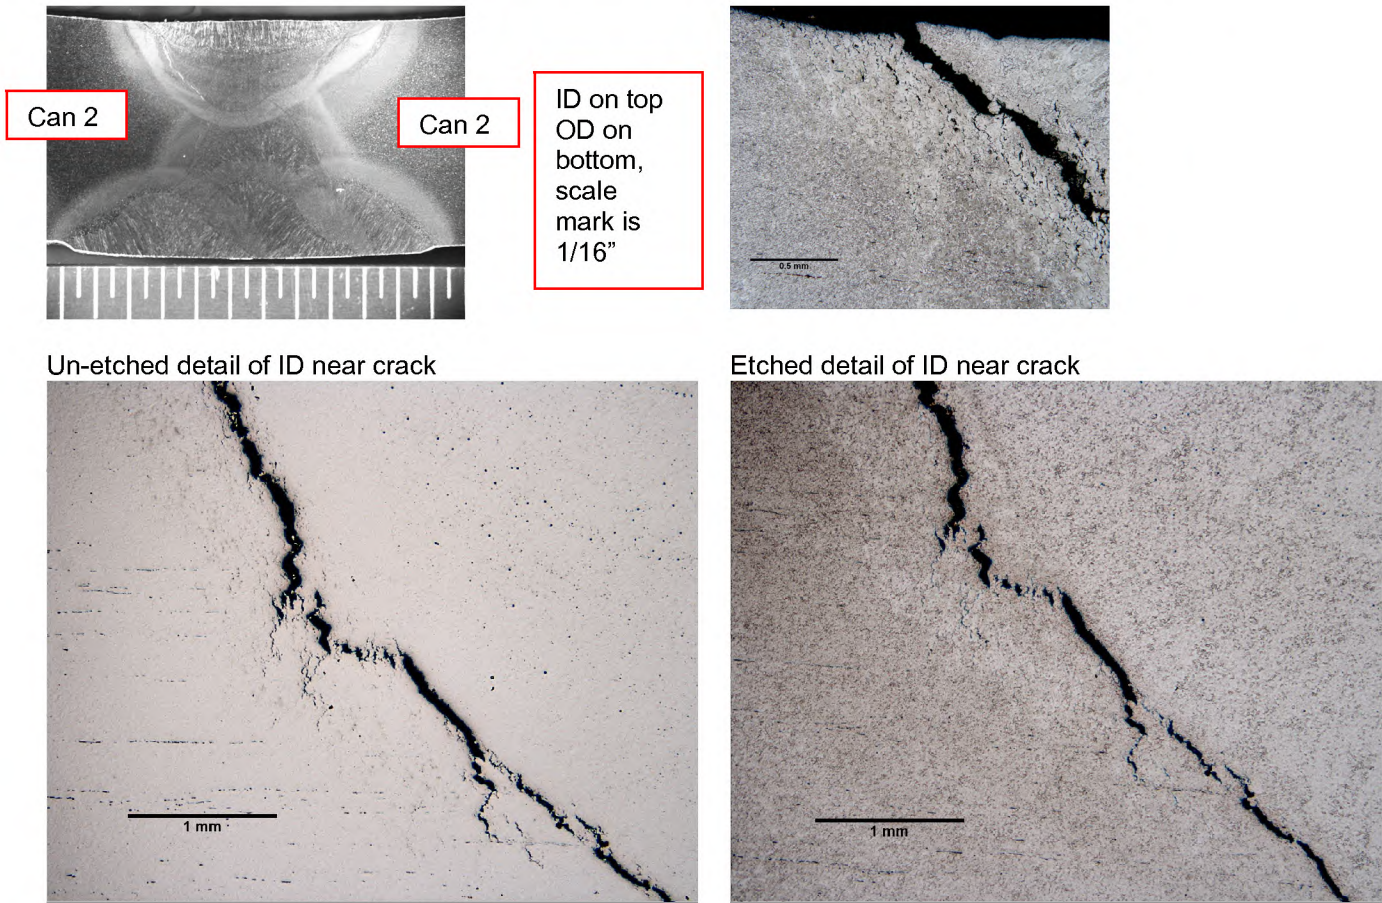 Can 2
Can 2
ID on top
OD on
bottom,
scale
mark is
1/16”
0.5 mm
Un-etched detail of ID near crack
Etched detail of ID near crack
1 mm
1 mm